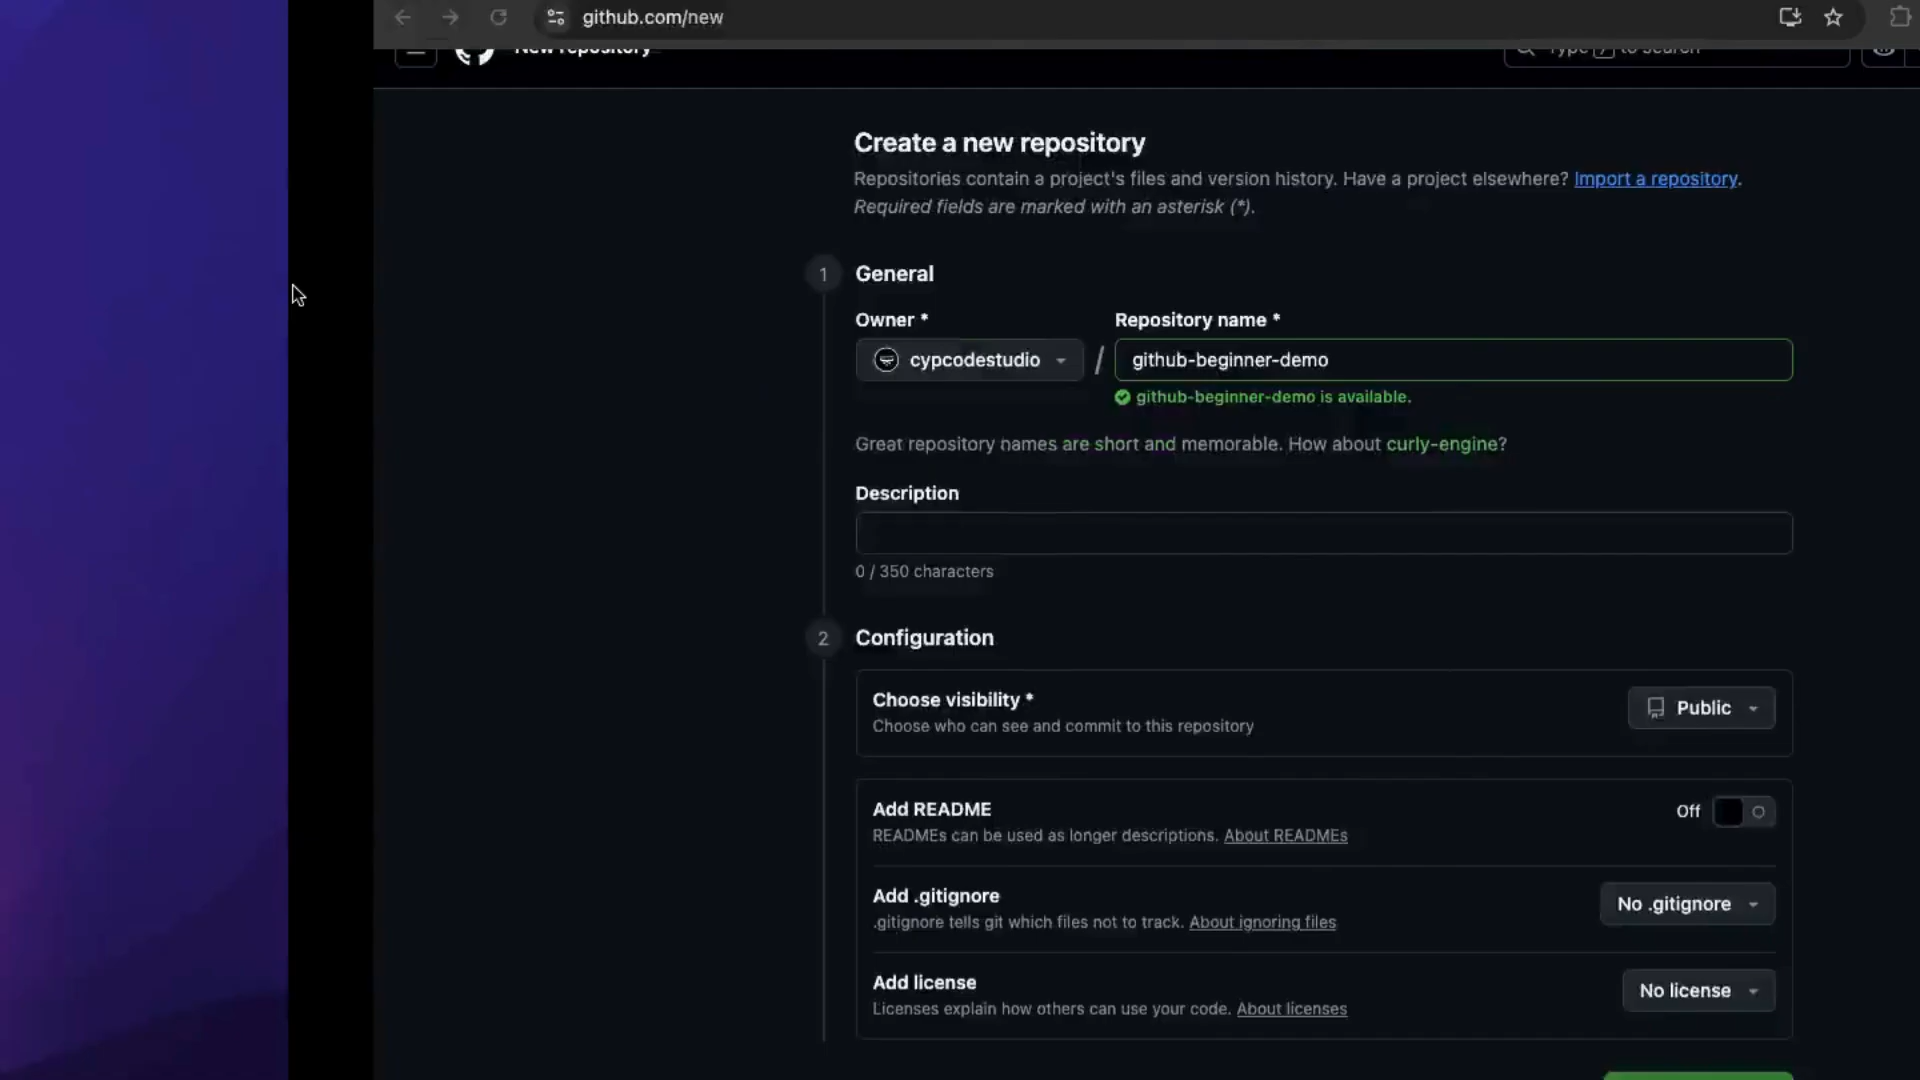 github.com/new
New repository
Type / to search
Create a new repository
Repositories contain a project's files and version history. Have a project elsewhere? Import a repository.
Required fields are marked with an asterisk (*).
1 General
Owner *
Repository name *
cypcodestudio / github-beginner-demo
github-beginner-demo is available.
Great repository names are short and memorable. How about curly-engine?
Description
0 / 350 characters
2 Configuration
Choose visibility *
Choose who can see and commit to this repository
Public
Add README
READMEs can be used as longer descriptions. About READMEs
Off
Add .gitignore
.gitignore tells git which files not to track. About ignoring files
No .gitignore
Add license
Licenses explain how others can use your code. About licenses
No license